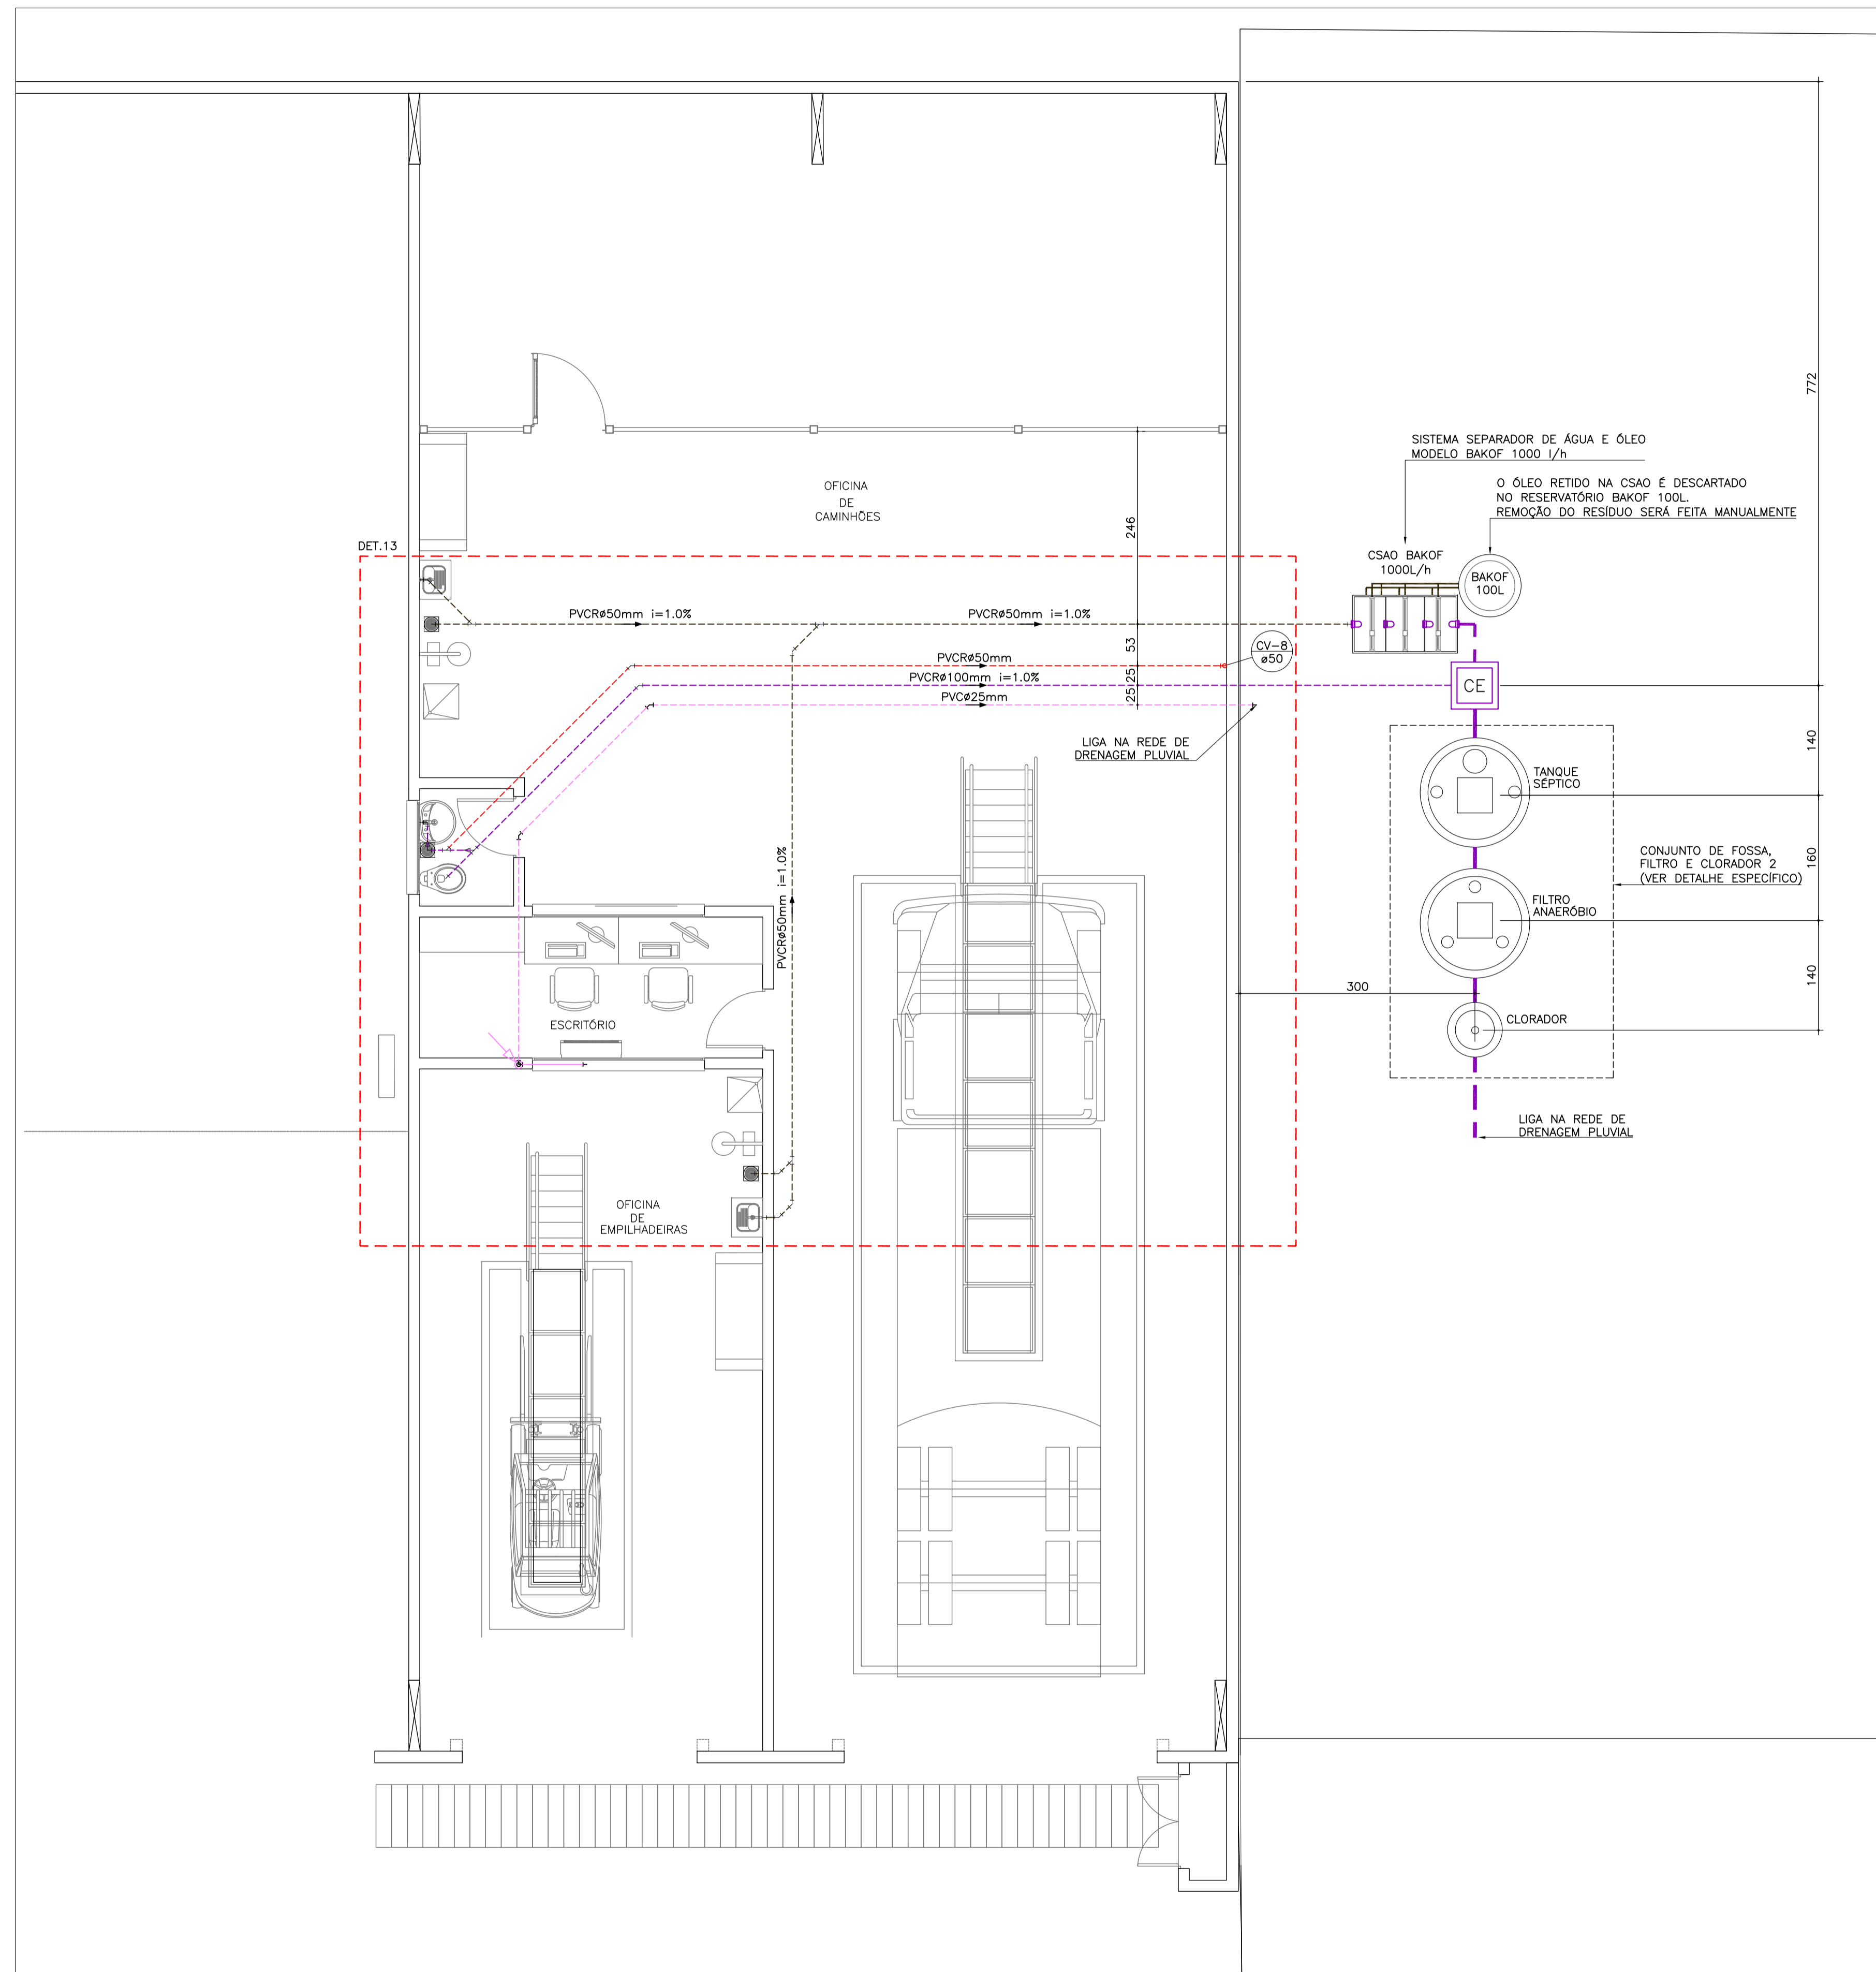 772
SISTEMA SEPARADOR DE ÁGUA E ÓLEO
MODELO BAKOF 1000 l/h
O ÓLEO RETIDO NA CSAO É DESCARTADO
NO RESERVATÓRIO BAKOF 100L.
REMOÇÃO DO RESÍDUO SERÁ FEITA MANUALMENTE
OFICINA
DE
CAMINHÕES
246
DET.13
CSAO BAKOF
1000L/h
BAKOF
100L
PVCRø50mm i=1.0%
PVCRø50mm i=1.0%
53
CV-8
ø50
PVCRø50mm
25
PVCRø100mm i=1.0%
CE
25
PVCø25mm
LIGA NA REDE DE
DRENAGEM PLUVIAL
140
TANQUE
SÉPTICO
PVCRø50mm i=1.0%
160
CONJUNTO DE FOSSA,
FILTRO E CLORADOR 2
(VER DETALHE ESPECÍFICO)
FILTRO
ANAERÓBIO
140
300
CLORADOR
ESCRITÓRIO
LIGA NA REDE DE
DRENAGEM PLUVIAL
OFICINA
DE
EMPILHADEIRAS